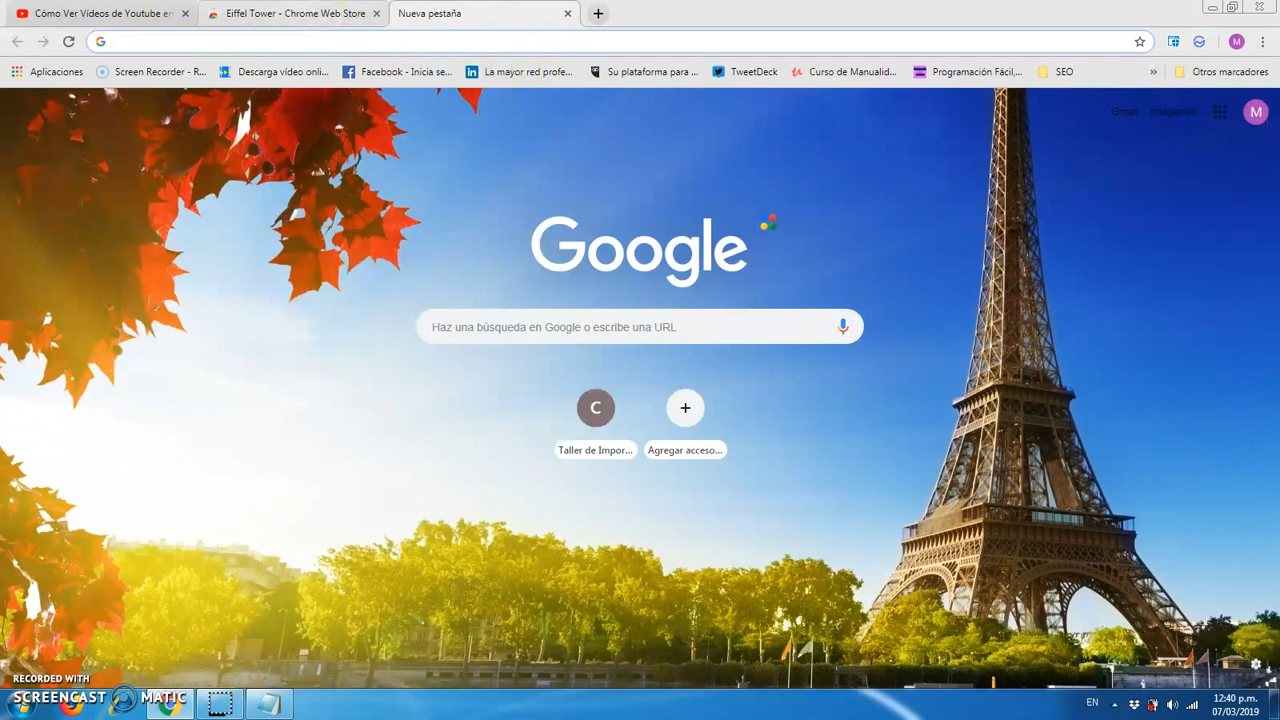 Cómo Ver Vídeos de Youtube en
Eiffel Tower - Chrome Web Store
Nueva pestaña
M
Aplicaciones
Screen Recorder - R...
Descarga vídeo onli...
Facebook - Inicia se...
La mayor red profe...
Su plataforma para ...
TweetDeck
Curso de Manualid...
Programación Fácil,...
SEO
»
Otros marcadores
Gmail
Imágenes
M
Google
Haz una búsqueda en Google o escribe una URL
C
Taller de Impor...
Agregar acceso...
RECORDED WITH
SCREENCAST MATIC
EN
12:40 p.m.
07/03/2019